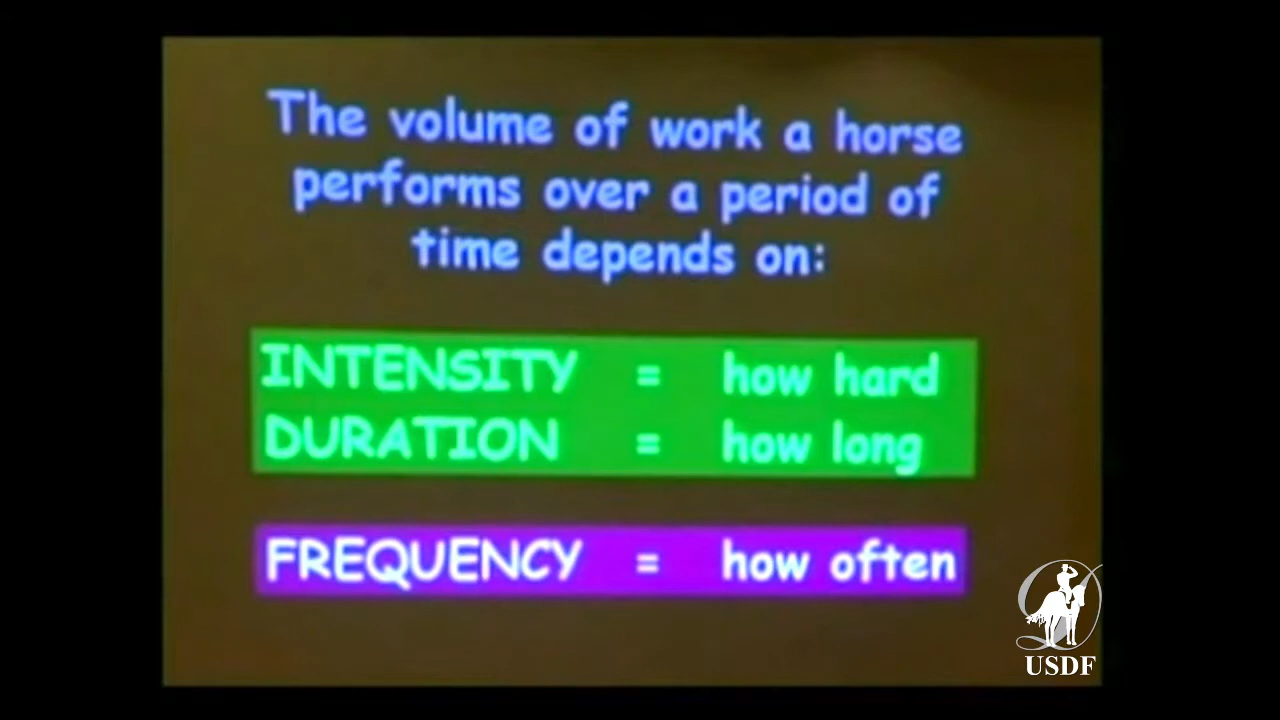 The volume of work a horse
performs over a period of
time depends on:
INTENSITY = how hard
DURATION = how long
FREQUENCY = how often
USDF